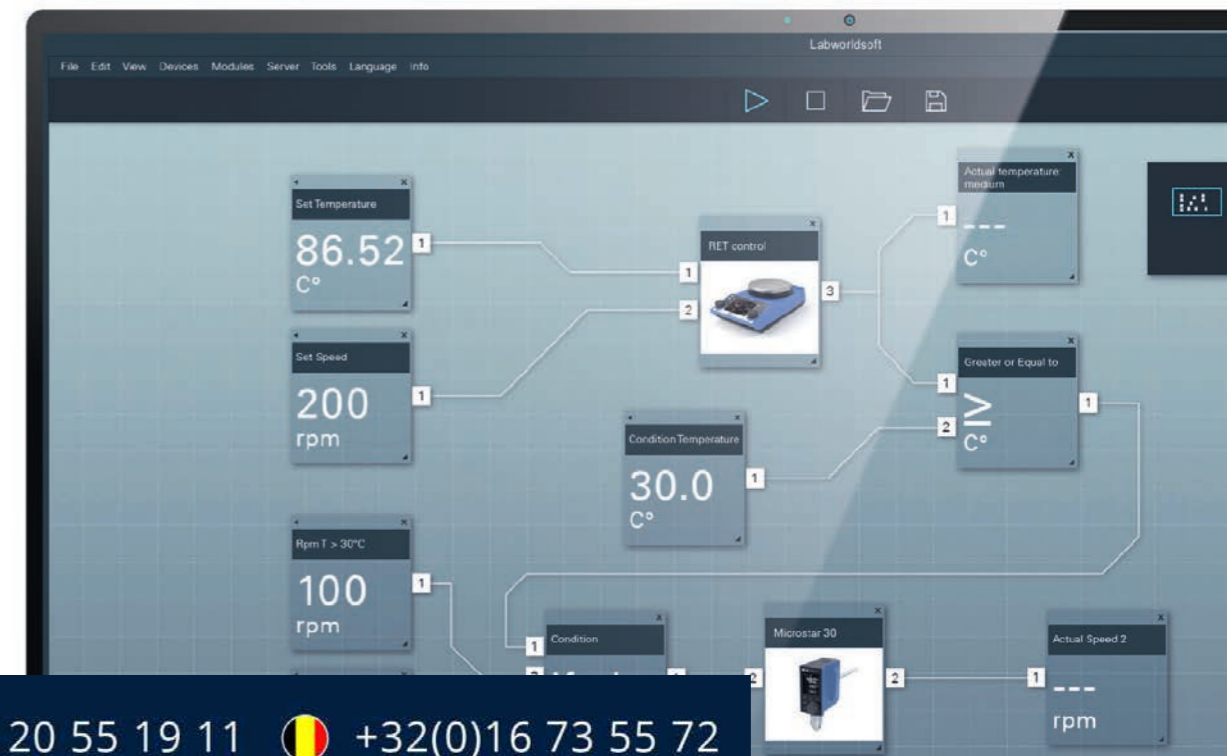 Labworldsoft
File Edit View Devices Modules Server Tools Language Info
Set Temperature
86.52
C°
1
Set Speed
200
rpm
1
RET control
1
2
3
Actual temperature:
medium
1
---
C°
Greater or Equal to
1
2
≥
C°
1
Condition Temperature
30.0
C°
1
Rpm T > 30°C
100
rpm
1
Condition
1
Microstar 30
2
2
Actual Speed 2
1
---
rpm
20 55 19 11 +32(0)16 73 55 72